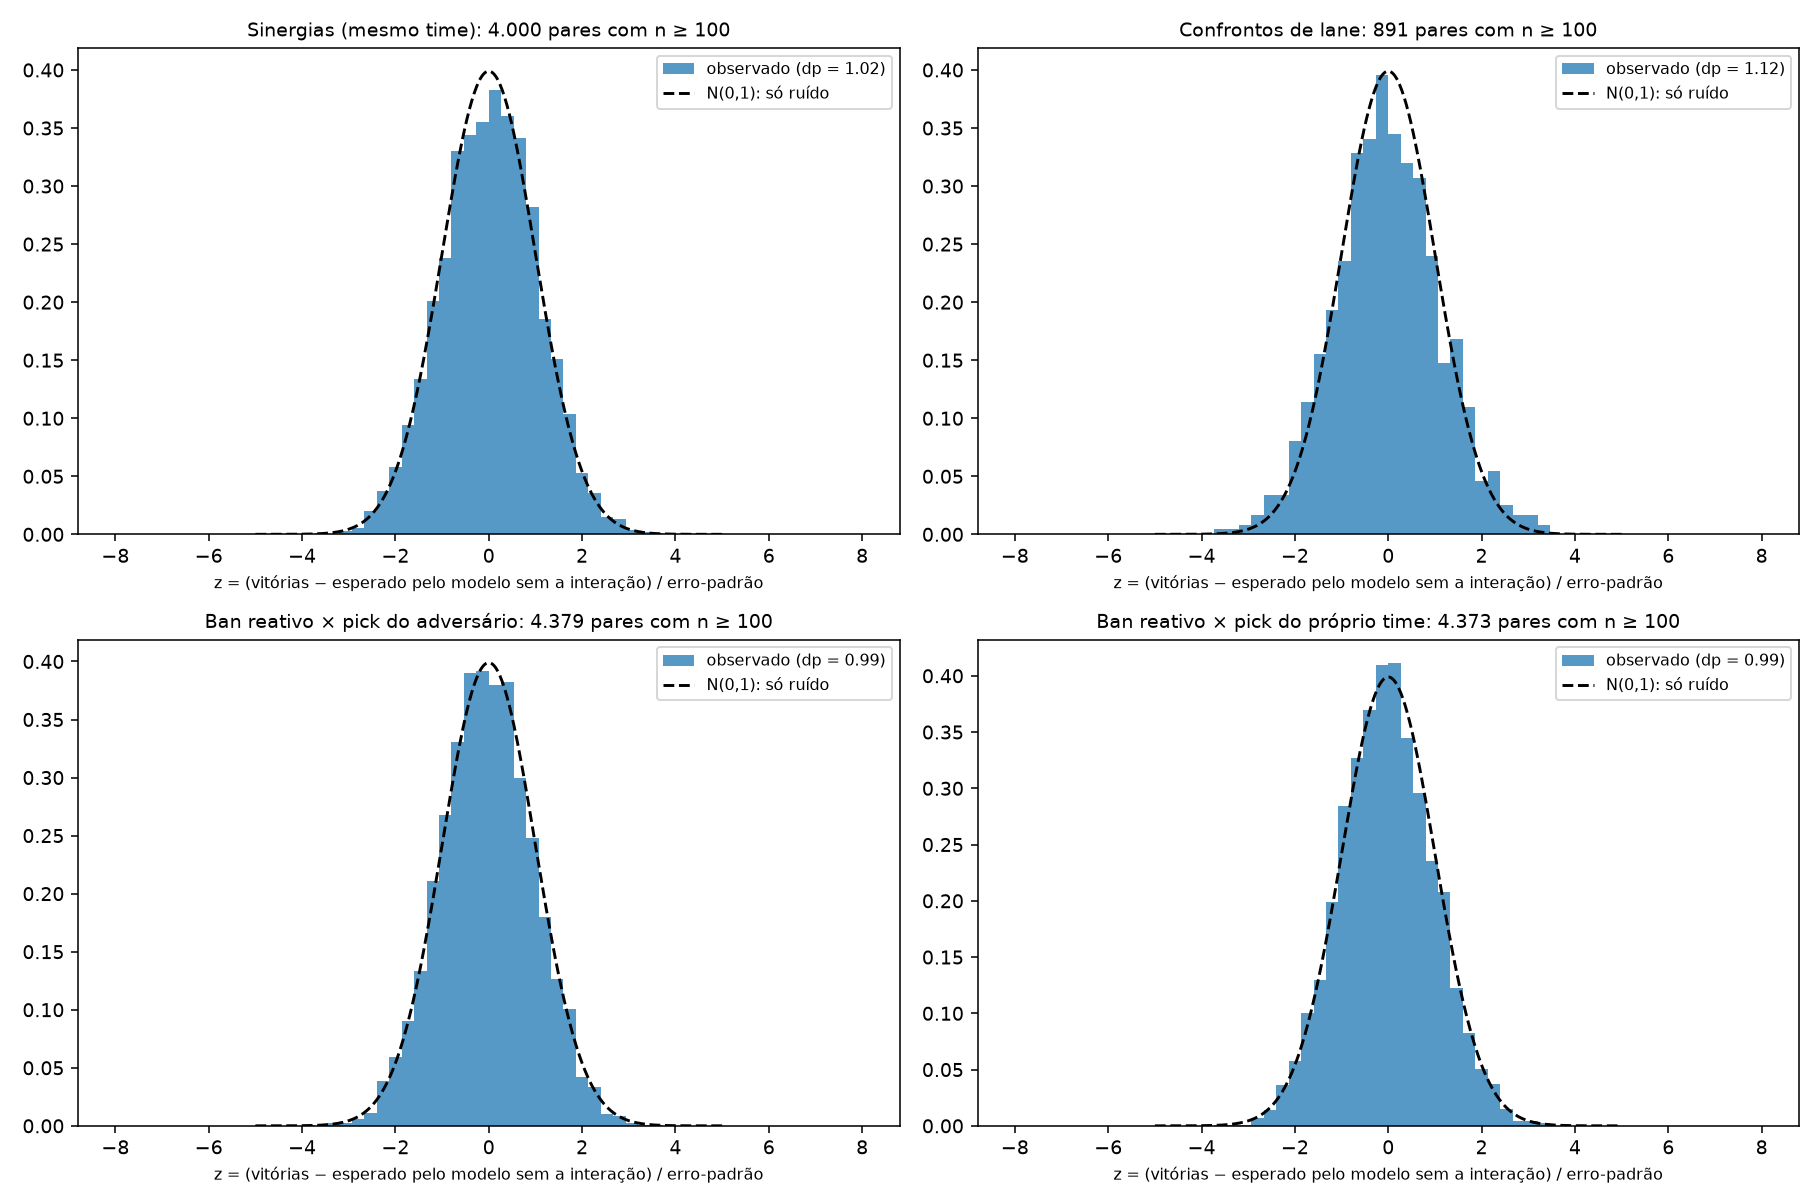 Sinergias (mesmo time): 4.000 pares com n ≥ 100
observado (dp = 1.02)
N(0,1): só ruído
0.40
0.35
0.30
0.25
0.20
0.15
0.10
0.05
0.00
−8 −6 −4 −2 0 2 4 6 8
z = (vitórias − esperado pelo modelo sem a interação) / erro-padrão
Confrontos de lane: 891 pares com n ≥ 100
observado (dp = 1.12)
N(0,1): só ruído
0.40
0.35
0.30
0.25
0.20
0.15
0.10
0.05
0.00
−8 −6 −4 −2 0 2 4 6 8
z = (vitórias − esperado pelo modelo sem a interação) / erro-padrão
Ban reativo × pick do adversário: 4.379 pares com n ≥ 100
observado (dp = 0.99)
N(0,1): só ruído
0.40
0.35
0.30
0.25
0.20
0.15
0.10
0.05
0.00
−8 −6 −4 −2 0 2 4 6 8
z = (vitórias − esperado pelo modelo sem a interação) / erro-padrão
Ban reativo × pick do próprio time: 4.373 pares com n ≥ 100
observado (dp = 0.99)
N(0,1): só ruído
0.40
0.35
0.30
0.25
0.20
0.15
0.10
0.05
0.00
−8 −6 −4 −2 0 2 4 6 8
z = (vitórias − esperado pelo modelo sem a interação) / erro-padrão